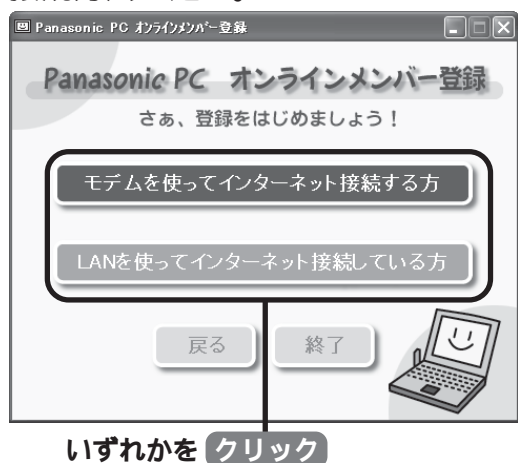 Panasonic PC オンラインメンバー登録
Panasonic PC オンラインメンバー登録
さぁ、登録をはじめましょう！
モデムを使ってインターネット接続する方
LANを使ってインターネット接続している方
戻る 終了
いずれかを クリック